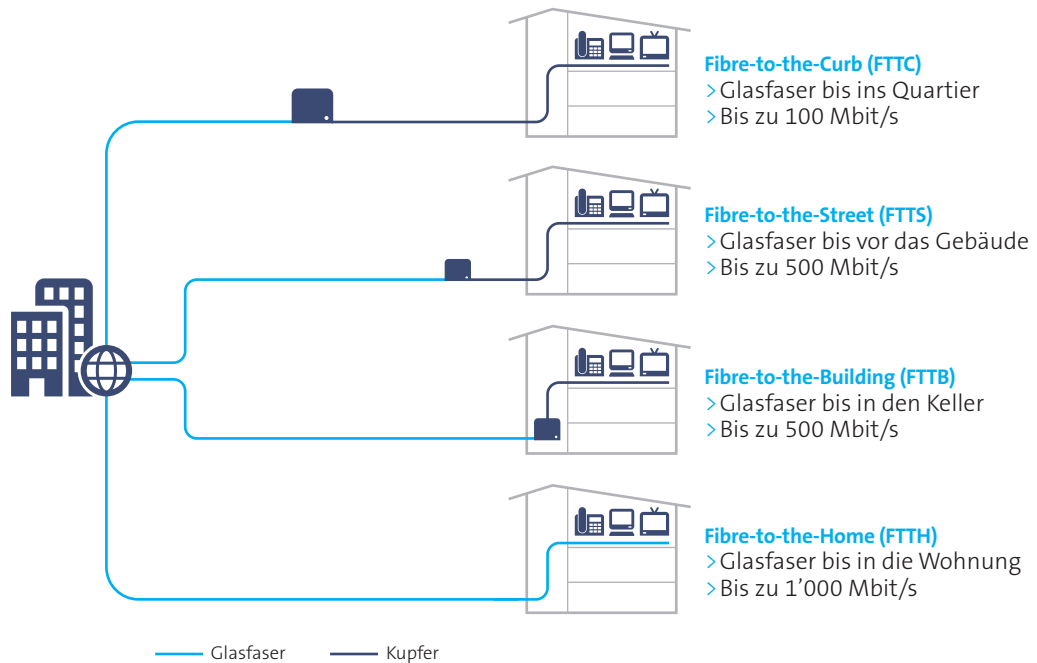 Fibre-to-the-Curb (FTTC)
>Glasfaser bis ins Quartier
>Bis zu 100 Mbit/s
Fibre-to-the-Street (FTTS)
>Glasfaser bis vor das Gebäude
>Bis zu 500 Mbit/s
Fibre-to-the-Building (FTTB)
>Glasfaser bis in den Keller
>Bis zu 500 Mbit/s
Fibre-to-the-Home (FTTH)
>Glasfaser bis in die Wohnung
>Bis zu 1’000 Mbit/s
Glasfaser
Kupfer